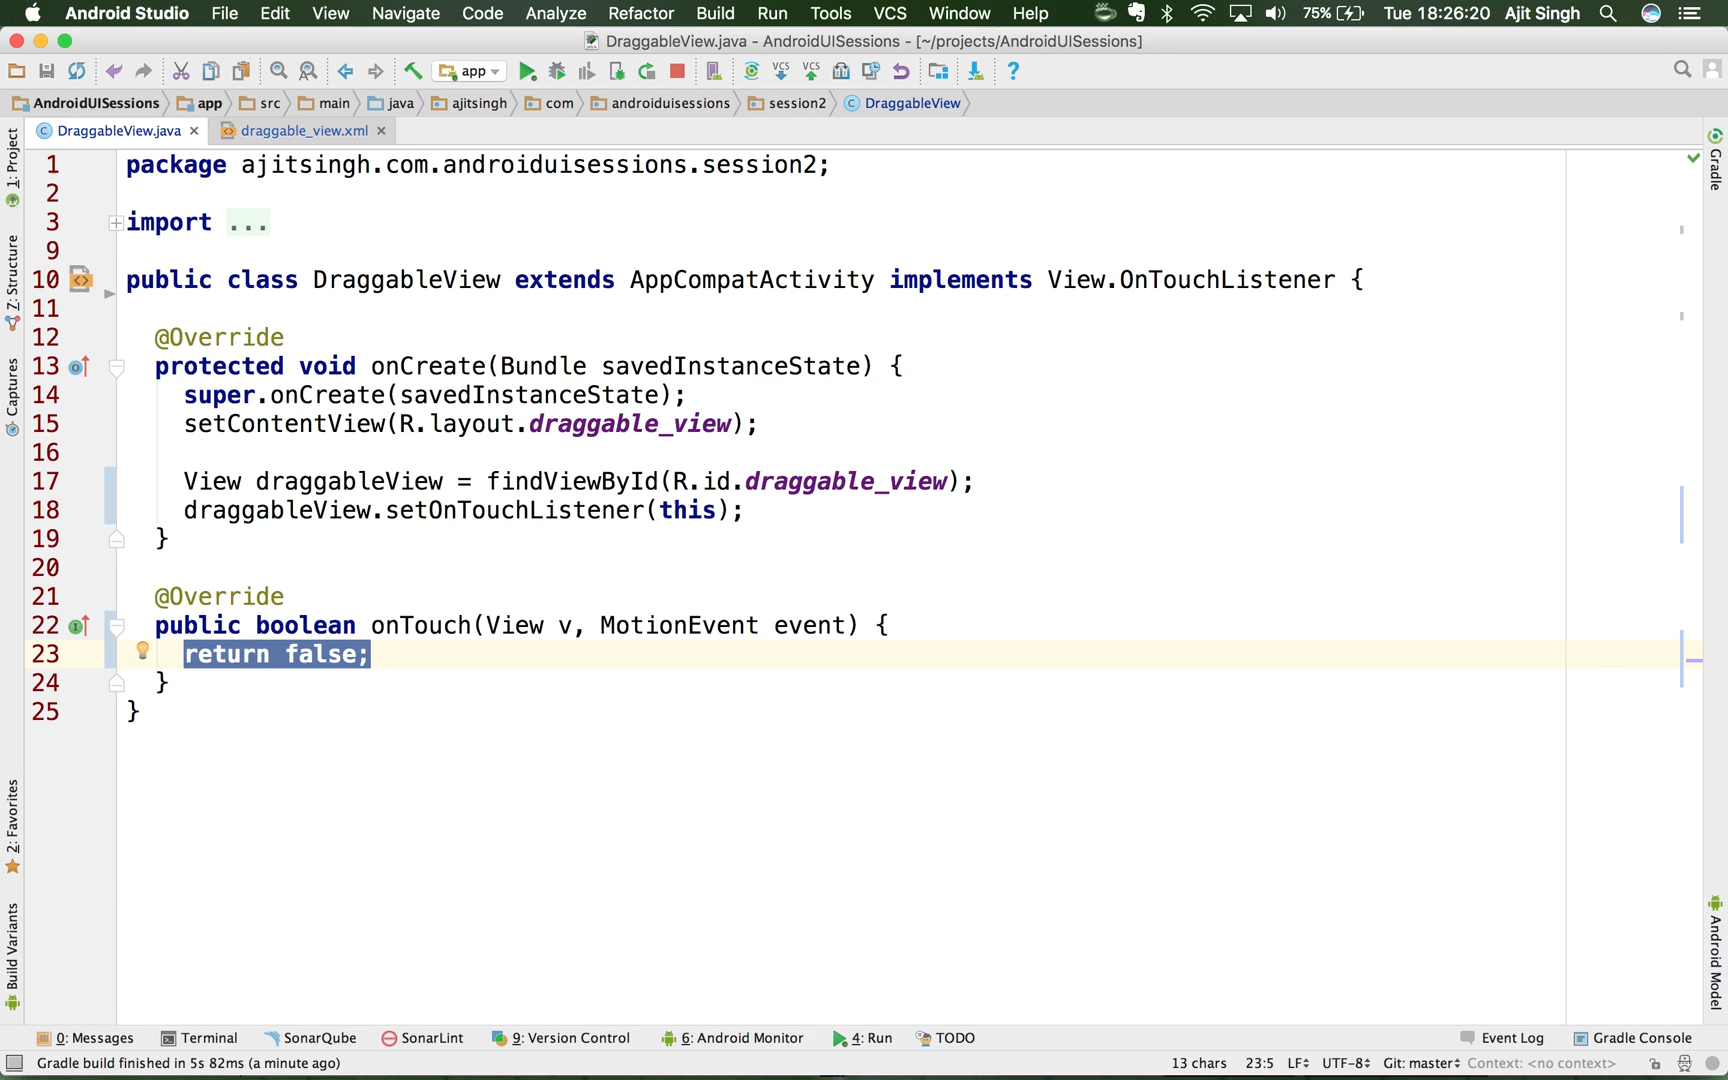 Android Studio File Edit View Navigate Code Analyze Refactor Build Run Tools VCS Window Help 75% Tue 18:26:20 Ajit Singh
DraggableView.java - AndroidUISessions - [~/projects/AndroidUISessions]
app VCS VCS ?
AndroidUISessions app src main java ajitsingh com androiduisessions session2 DraggableView
DraggableView.java draggable_view.xml
1 package ajitsingh.com.androiduisessions.session2;
2
3 import ...
9
10 public class DraggableView extends AppCompatActivity implements View.OnTouchListener {
11
12 @Override
13 protected void onCreate(Bundle savedInstanceState) {
14 super.onCreate(savedInstanceState);
15 setContentView(R.layout.draggable_view);
16
17 View draggableView = findViewById(R.id.draggable_view);
18 draggableView.setOnTouchListener(this);
19 }
20
21 @Override
22 public boolean onTouch(View v, MotionEvent event) {
23 return false;
24 }
25 }
1: Project
Z: Structure
Captures
2: Favorites
Build Variants
Gradle
Android Model
0: Messages Terminal SonarQube SonarLint 9: Version Control 6: Android Monitor 4: Run TODO Event Log Gradle Console
Gradle build finished in 5s 82ms (a minute ago) 13 chars 23:5 LF UTF-8 Git: master Context: <no context>